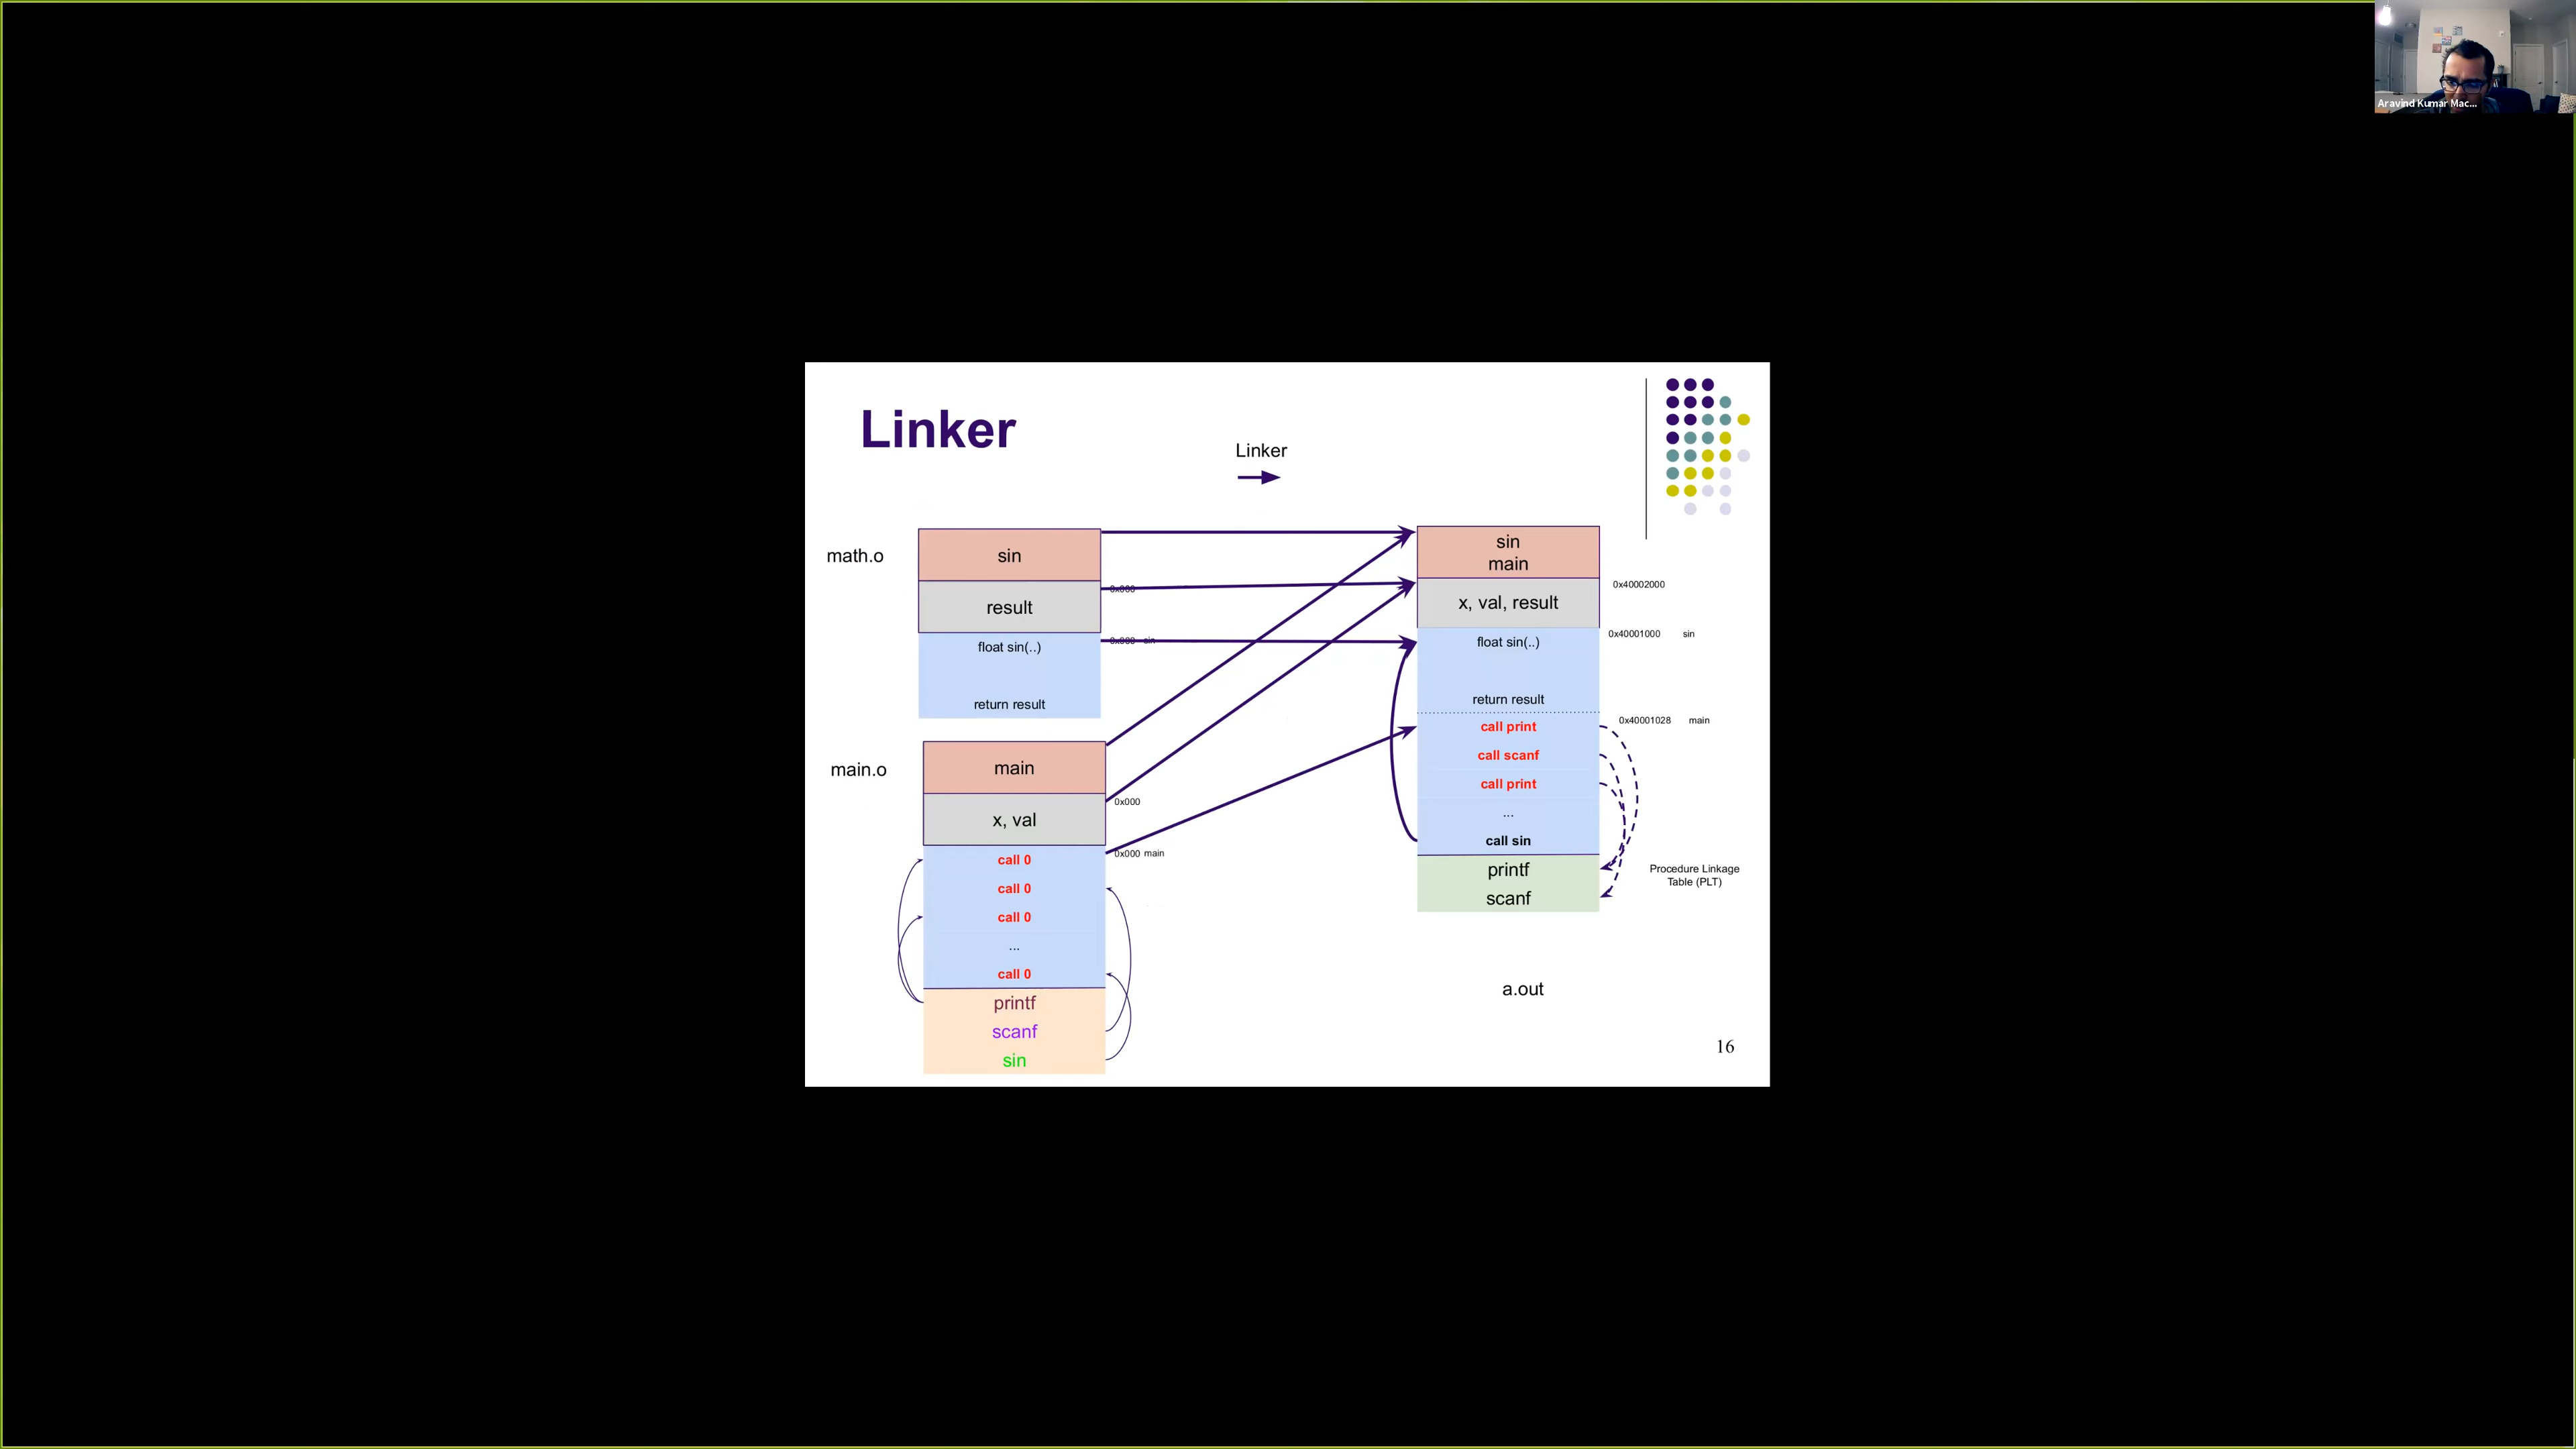 Aravind Kumar Mac...
Linker
Linker
math.o
sin
0x000
result
0x000 sin
float sin(..)
return result
main.o
main
0x000
x, val
0x000 main
call 0
call 0
call 0
...
call 0
printf
scanf
sin
sin
main
0x40002000
x, val, result
0x40001000 sin
float sin(..)
return result
0x40001028 main
call print
call scanf
call print
...
call sin
printf
scanf
Procedure Linkage
Table (PLT)
a.out
16